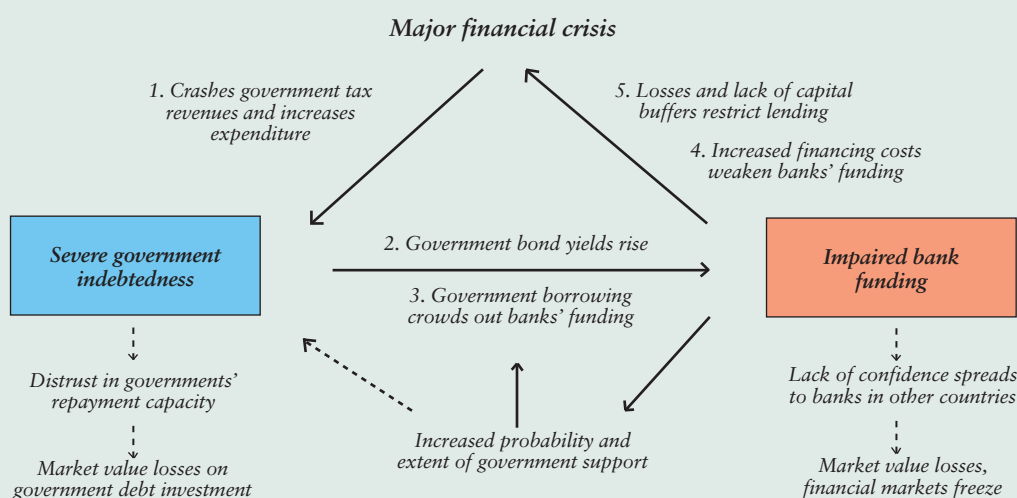 Major financial crisis
1. Crashes government tax
revenues and increases
expenditure
5. Losses and lack of capital
buffers restrict lending
4. Increased financing costs
weaken banks’ funding
Severe government
indebtedness
2. Government bond yields rise
3. Government borrowing
crowds out banks’ funding
Impaired bank
funding
Distrust in governments’
repayment capacity
Market value losses on
government debt investment
Increased probability and
extent of government support
Lack of confidence spreads
to banks in other countries
Market value losses,
financial markets freeze